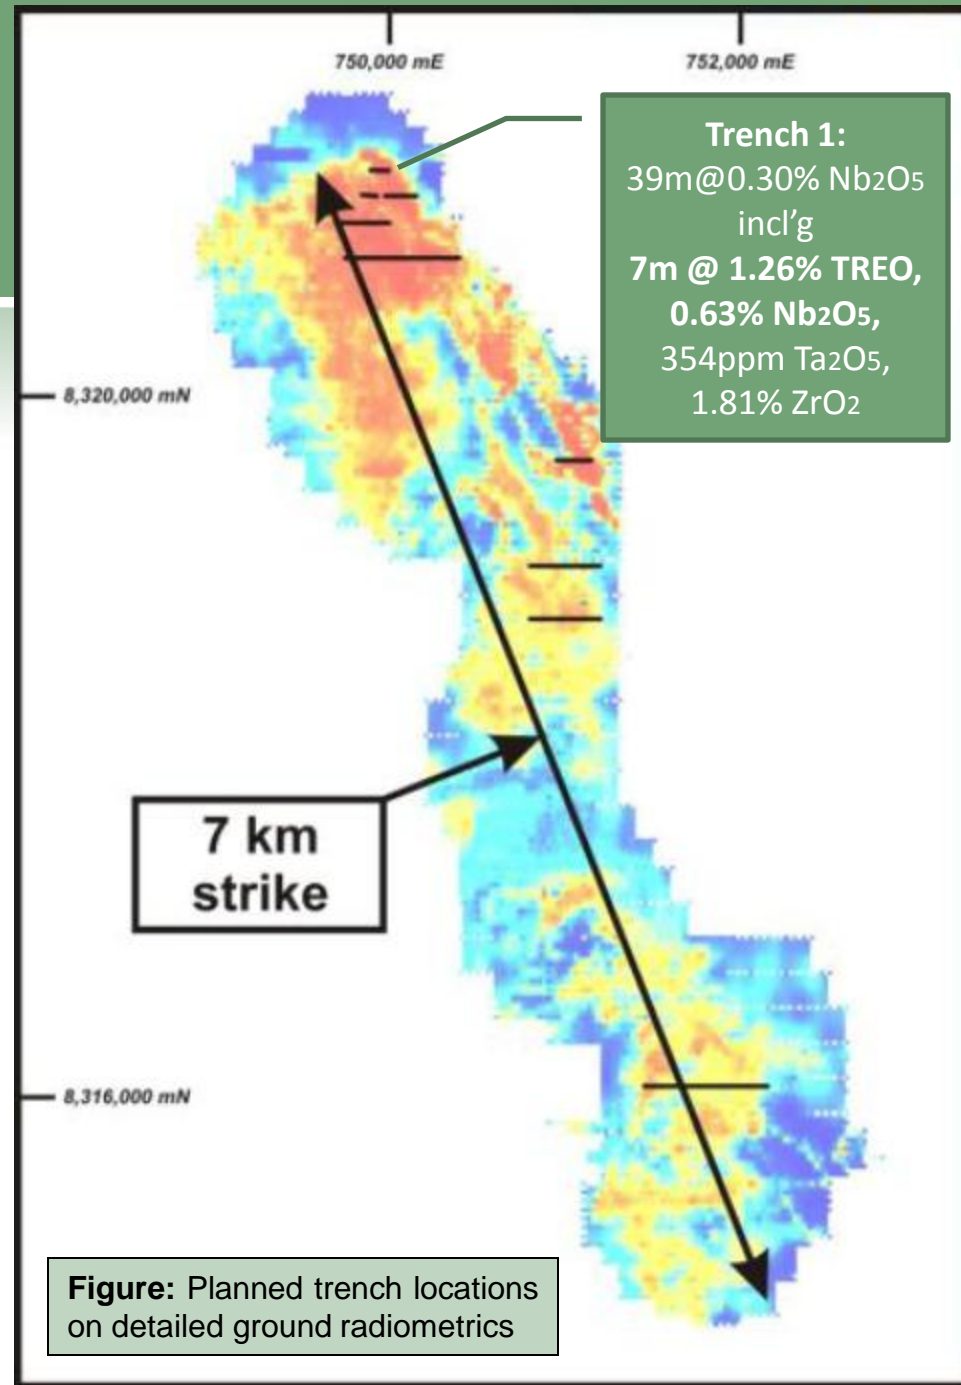 750,000 mE
752,000 mE
Trench 1:
39m@0.30% Nb2O5
incl'g
7m @ 1.26% TREO,
0.63% Nb2O5,
354ppm Ta2O5,
1.81% ZrO2
8,320,000 mN
7 km
strike
8,316,000 mN
Figure: Planned trench locations
on detailed ground radiometrics